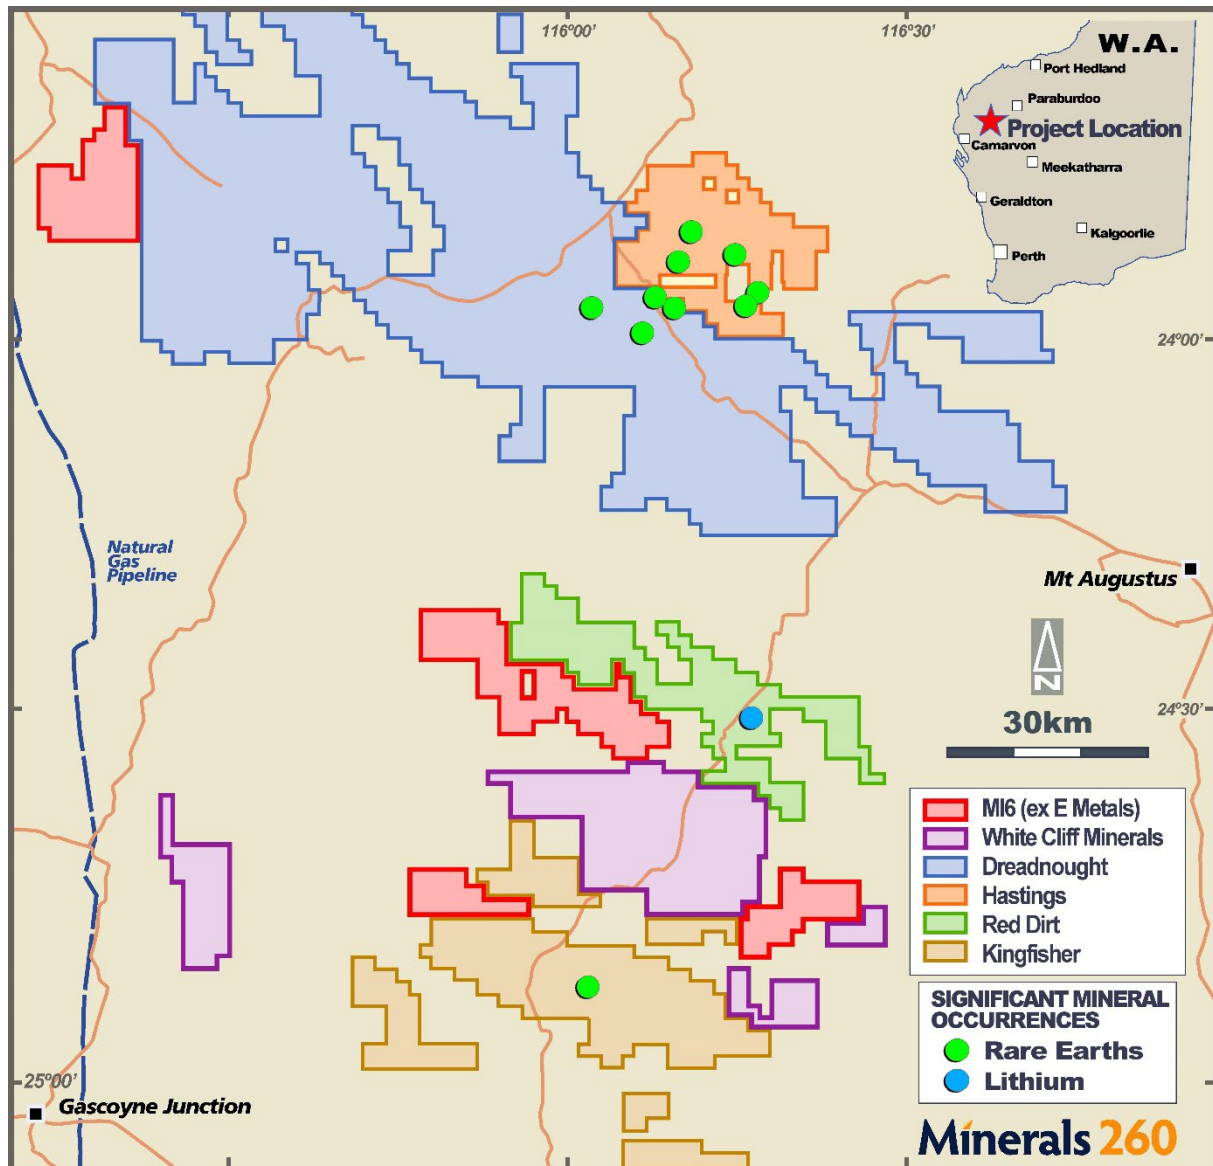 116°00'
116°30'
W.A.
Port Hedland
Paraburdoo
Project Location
Carnarvon
Meekatharra
Geraldton
Kalgoorlie
Perth
24°00'
Natural
Gas
Pipeline
Mt Augustus
N
24°30'
30km
MI6 (ex E Metals)
White Cliff Minerals
Dreadnought
Hastings
Red Dirt
Kingfisher
SIGNIFICANT MINERAL
OCCURRENCES
Rare Earths
Lithium
25°00'
Gascoyne Junction
Minerals 260